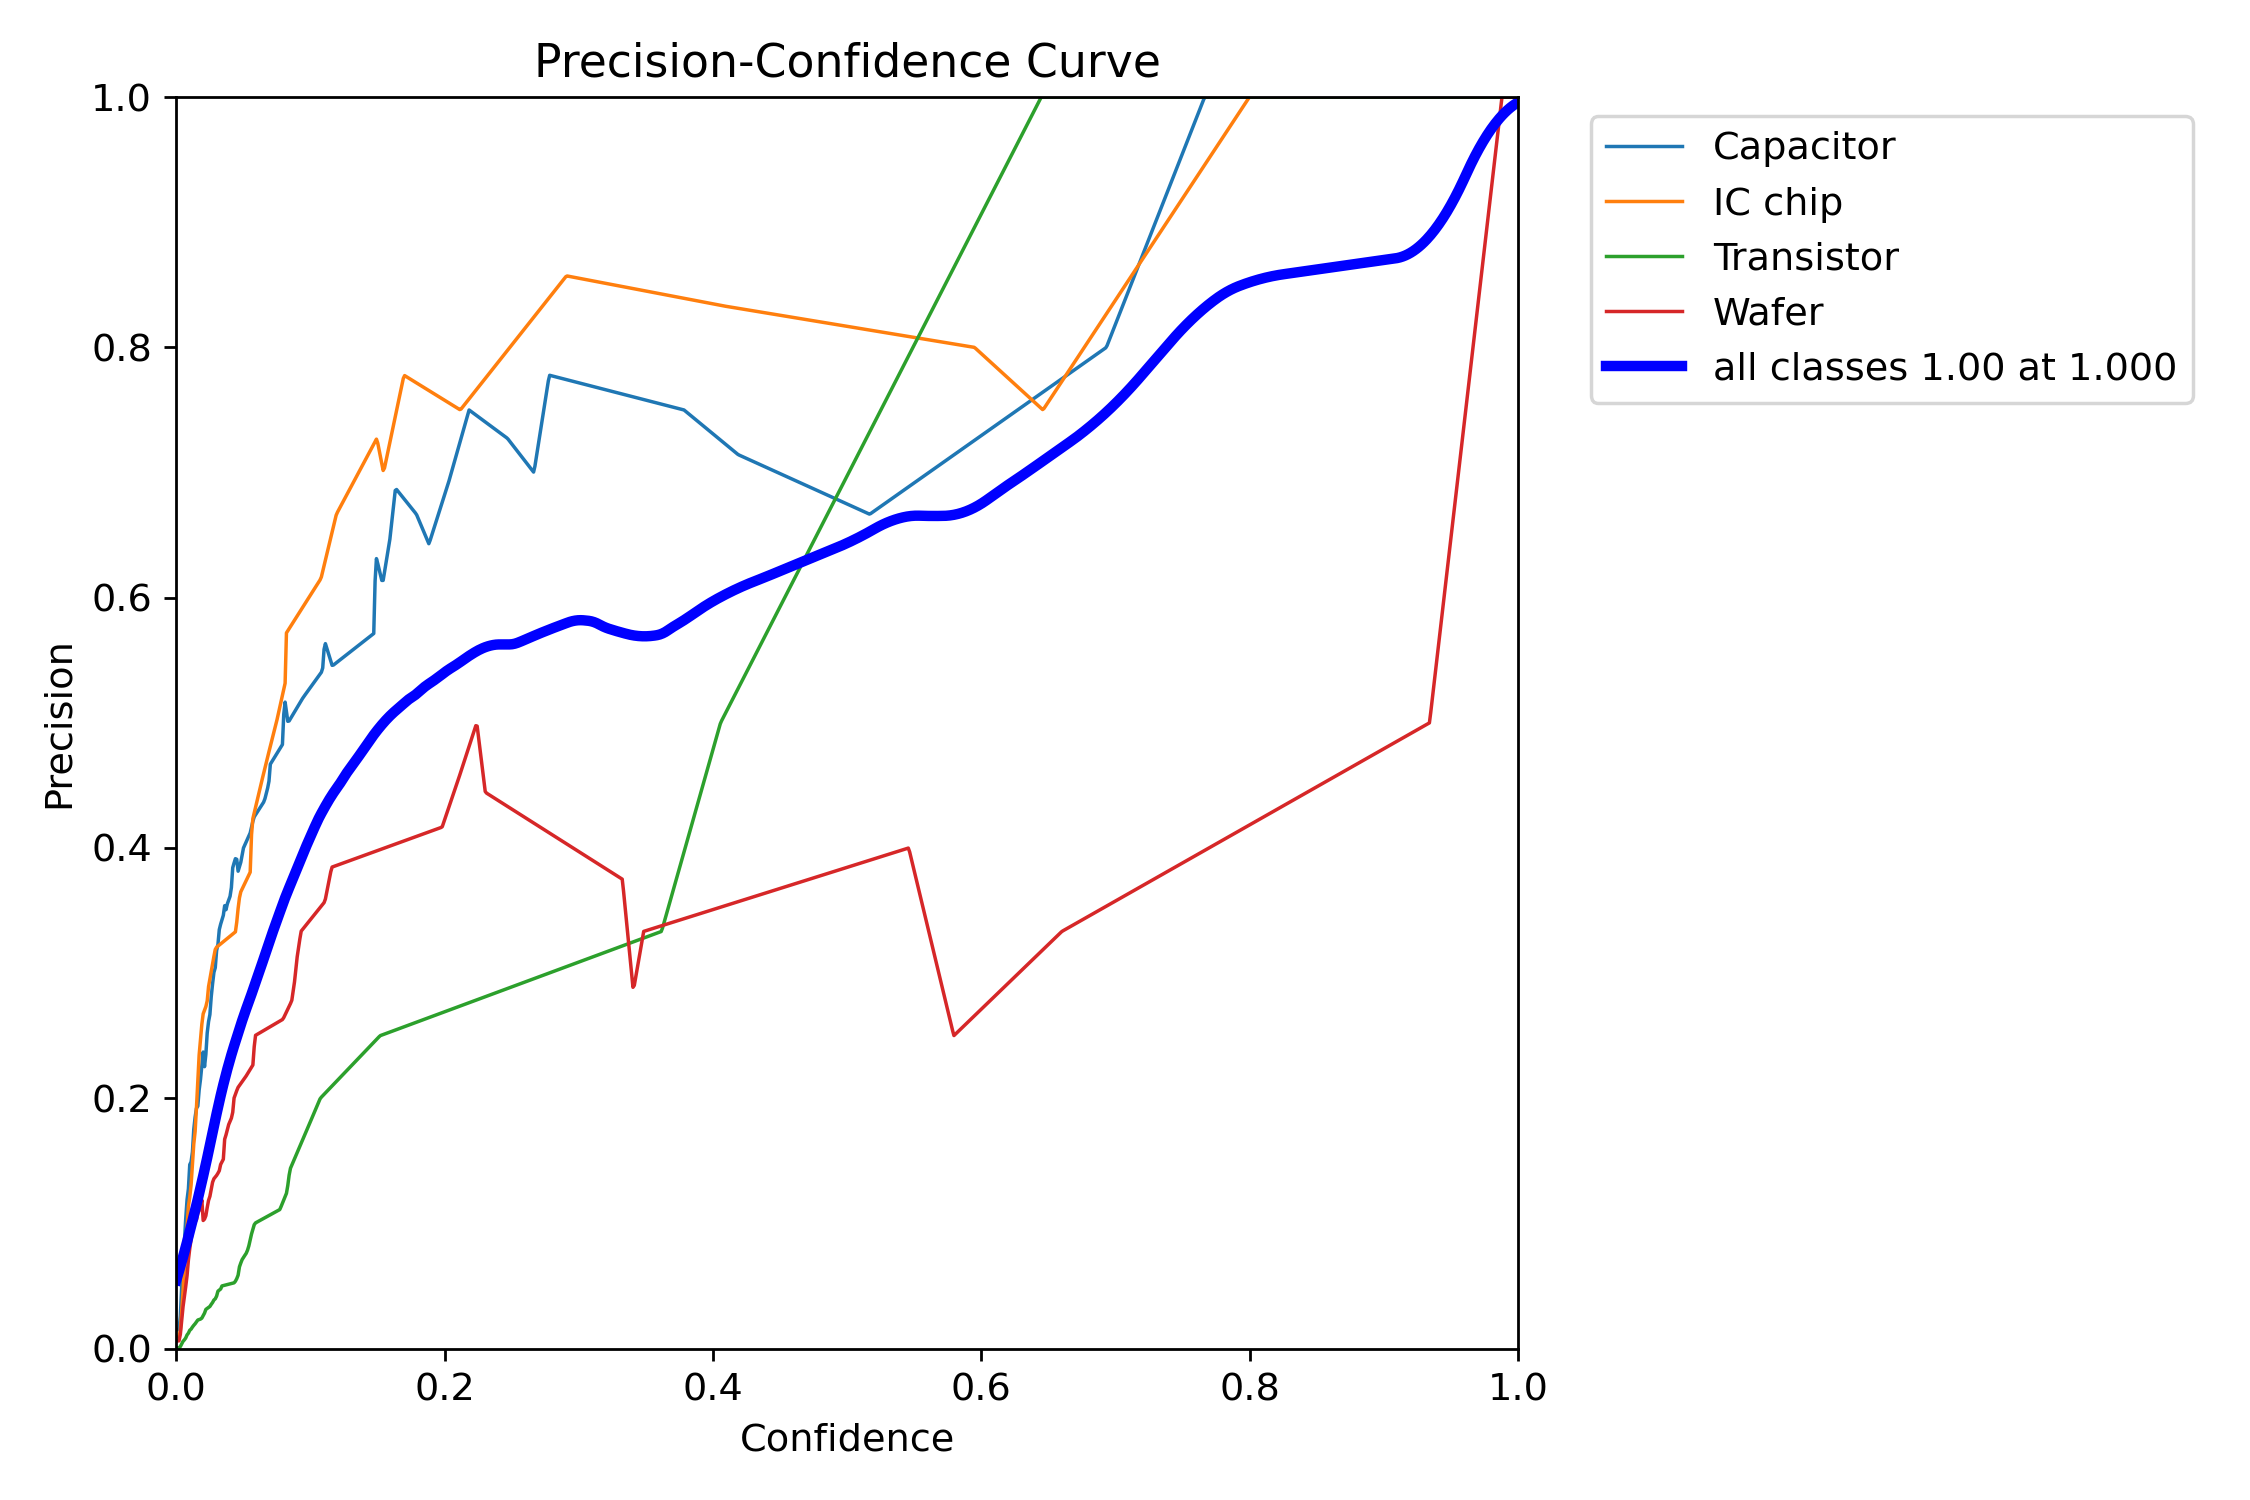 Precision-Confidence Curve
1.0
0.8
0.6
0.4
0.2
0.0
Precision
0.0 0.2 0.4 0.6 0.8 1.0
Confidence
Capacitor
IC chip
Transistor
Wafer
all classes 1.00 at 1.000